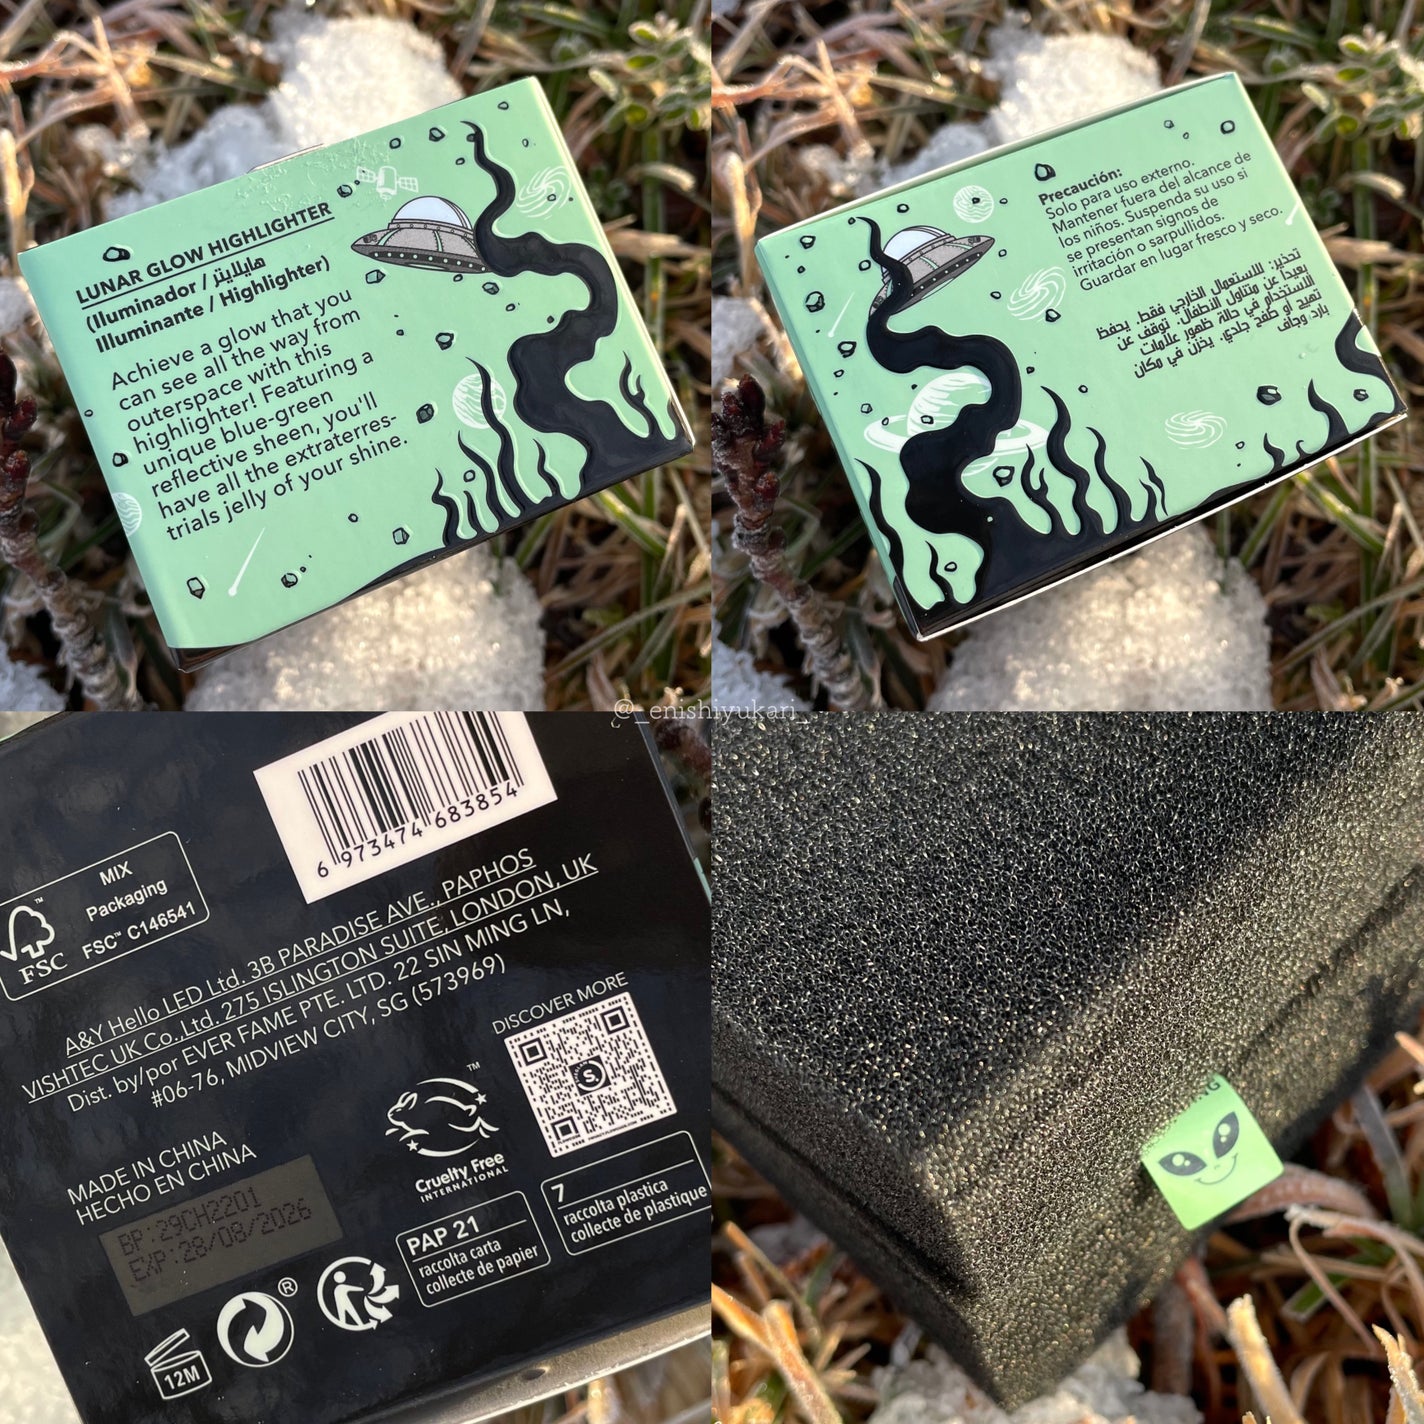 LUNAR GLOW HIGHLIGHTER
(Iluminador / هايلايتر
Illuminante / Highlighter)
Achieve a glow that you
can see all the way from
outerspace with this
highlighter! Featuring a
unique blue-green
reflective sheen, you'll
have all the extraterres-
trials jelly of your shine.
Precaución:
Solo para uso externo.
Mantener fuera del alcance de
los niños. Suspenda su uso si
se presentan signos de
irritación o sarpullidos.
Guardar en lugar fresco y seco.
تحذير: للاستعمال الخارجي فقط. يحفظ
بعيداً عن متناول الأطفال. توقف عن
الاستخدام في حالة ظهور علامات
تهيج أو طفح جلدي. يخزن في مكان
بارد وجاف
@_enishiyukari_
6 973474 683854
MIX
Packaging
FSC™ C146541
FSC
A&Y Hello LED Ltd. 3B PARADISE AVE., PAPHOS
VISHTEC UK Co.,Ltd. 275 ISLINGTON SUITE, LONDON, UK
Dist. by/por EVER FAME PTE. LTD. 22 SIN MING LN,
#06-76, MIDVIEW CITY, SG (573969)
DISCOVER MORE
S.
MADE IN CHINA
HECHO EN CHINA
BP:29CH2201
EXP:28/08/2026
Cruelty Free
INTERNATIONAL
TM
PAP 21
raccolta carta
collecte de papier
7
raccolta plastica
collecte de plastique
®
12M